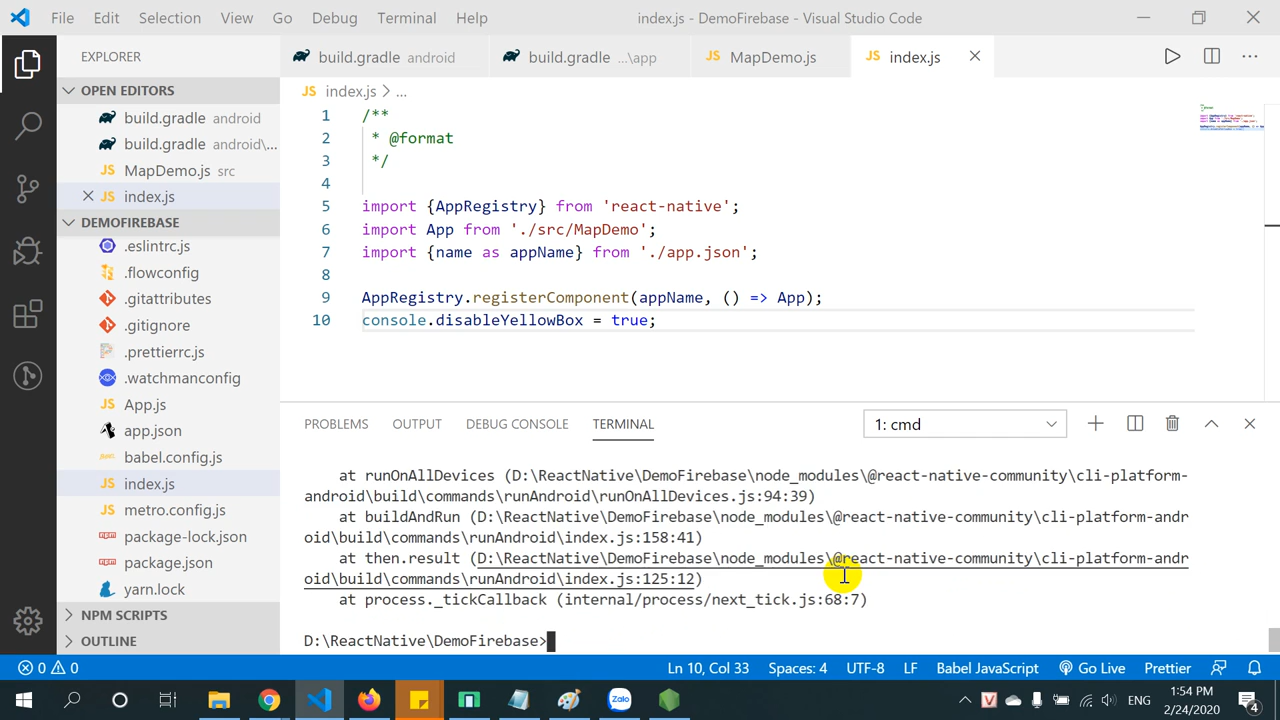 File Edit Selection View Go Debug Terminal Help index.js - DemoFirebase - Visual Studio Code
EXPLORER
build.gradle android
build.gradle ...\app
JS MapDemo.js
JS index.js
OPEN EDITORS
build.gradle android
build.gradle android\...
JS MapDemo.js src
JS index.js
DEMOFIREBASE
.eslintrc.js
.flowconfig
.gitattributes
.gitignore
.prettierrc.js
.watchmanconfig
JS App.js
app.json
babel.config.js
JS index.js
JS metro.config.js
package-lock.json
package.json
yarn.lock
NPM SCRIPTS
OUTLINE
JS index.js > ...
1 /**
2 * @format
3 */
4
5 import {AppRegistry} from 'react-native';
6 import App from './src/MapDemo';
7 import {name as appName} from './app.json';
8
9 AppRegistry.registerComponent(appName, () => App);
10 console.disableYellowBox = true;
PROBLEMS OUTPUT DEBUG CONSOLE TERMINAL 1: cmd
at runOnAllDevices (D:\ReactNative\DemoFirebase\node_modules\@react-native-community\cli-platform-
android\build\commands\runAndroid\runOnAllDevices.js:94:39)
at buildAndRun (D:\ReactNative\DemoFirebase\node_modules\@react-native-community\cli-platform-andr
oid\build\commands\runAndroid\index.js:158:41)
at then.result (D:\ReactNative\DemoFirebase\node_modules\@react-native-community\cli-platform-andr
oid\build\commands\runAndroid\index.js:125:12)
at process._tickCallback (internal/process/next_tick.js:68:7)
D:\ReactNative\DemoFirebase>
0 0 Ln 10, Col 33 Spaces: 4 UTF-8 LF Babel JavaScript Go Live Prettier
Zalo
V ENG 1:54 PM
2/24/2020 4